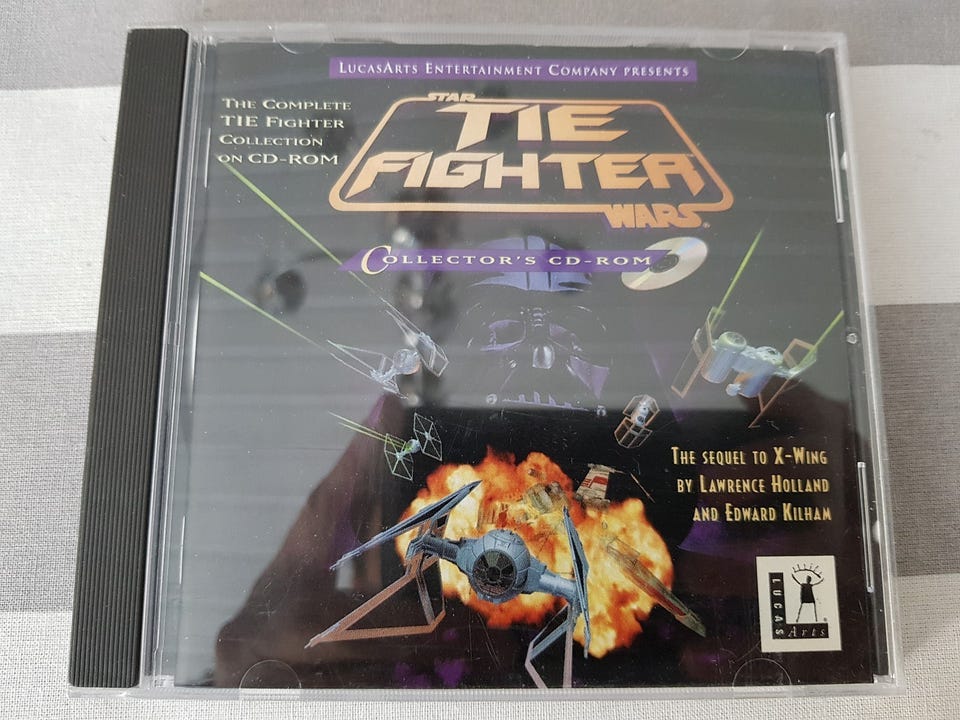 LUCASARTS ENTERTAINMENT COMPANY PRESENTS
THE COMPLETE
TIE FIGHTER
COLLECTION
ON CD-ROM
STAR
TIE
FIGHTER™
WARS®
COLLECTOR'S CD-ROM
THE SEQUEL TO X-WING
BY LAWRENCE HOLLAND
AND EDWARD KILHAM
LUCAS
Arts®